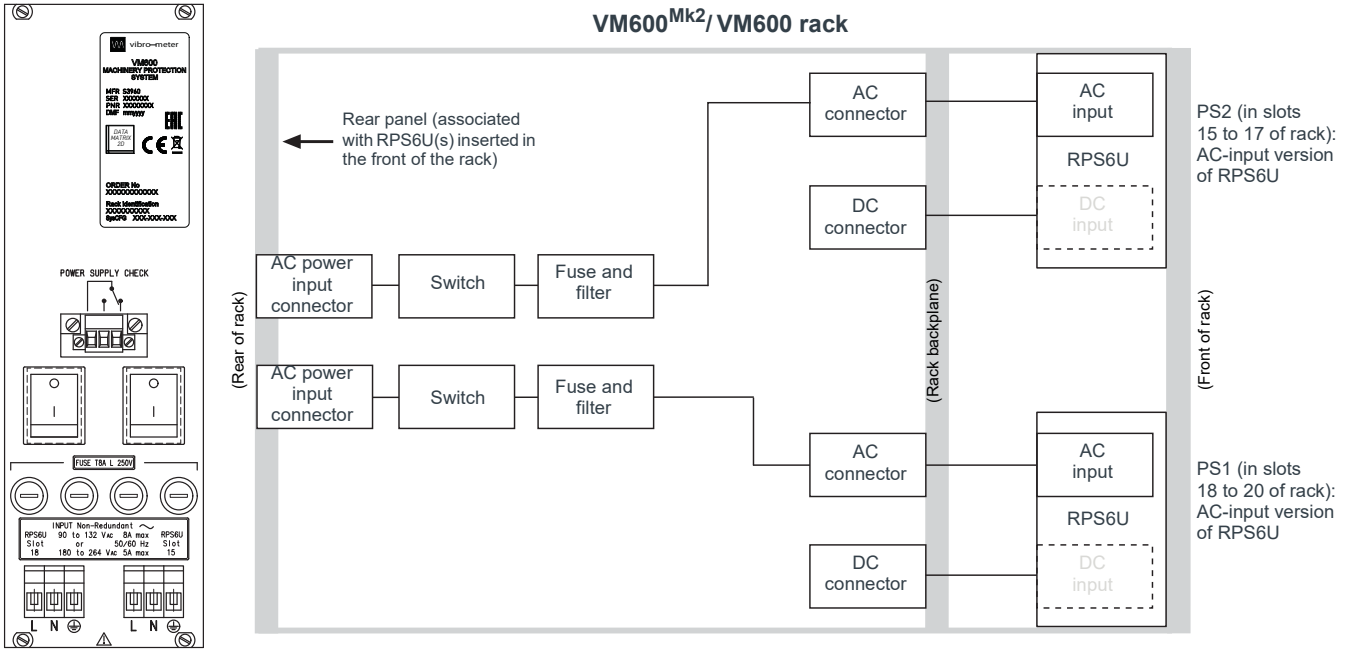 VM600Mk2/ VM600 rack
vibro-meter
VM600
MACHINERY PROTECTION
SYSTEM
MFR S3960
SER XXXXXXX
PNR XXXXXXXX
DMF mmyyyy
EAC
DATA
MATRIX
2D
CE
ORDER No
XXXXXXXXXXXX
Rack Identification
XXXXXXXXXX
SysCFG XXX-XXX-XXX
POWER SUPPLY CHECK
FUSE T8A L 250V
INPUT Non-Redundant
RPS6U 90 to 132 VAC 8A max RPS6U
Slot or 50/60 Hz Slot
18 180 to 264 VAC 5A max 15
L N L N
Rear panel (associated
with RPS6U(s) inserted in
the front of the rack)
(Rear of rack)
AC power
input
connector
Switch
Fuse and
filter
AC power
input
connector
Switch
Fuse and
filter
AC
connector
DC
connector
AC
connector
DC
connector
(Rack backplane)
AC
input
RPS6U
DC
input
AC
input
RPS6U
DC
input
(Front of rack)
PS2 (in slots
15 to 17 of rack):
AC-input version
of RPS6U
PS1 (in slots
18 to 20 of rack):
AC-input version
of RPS6U